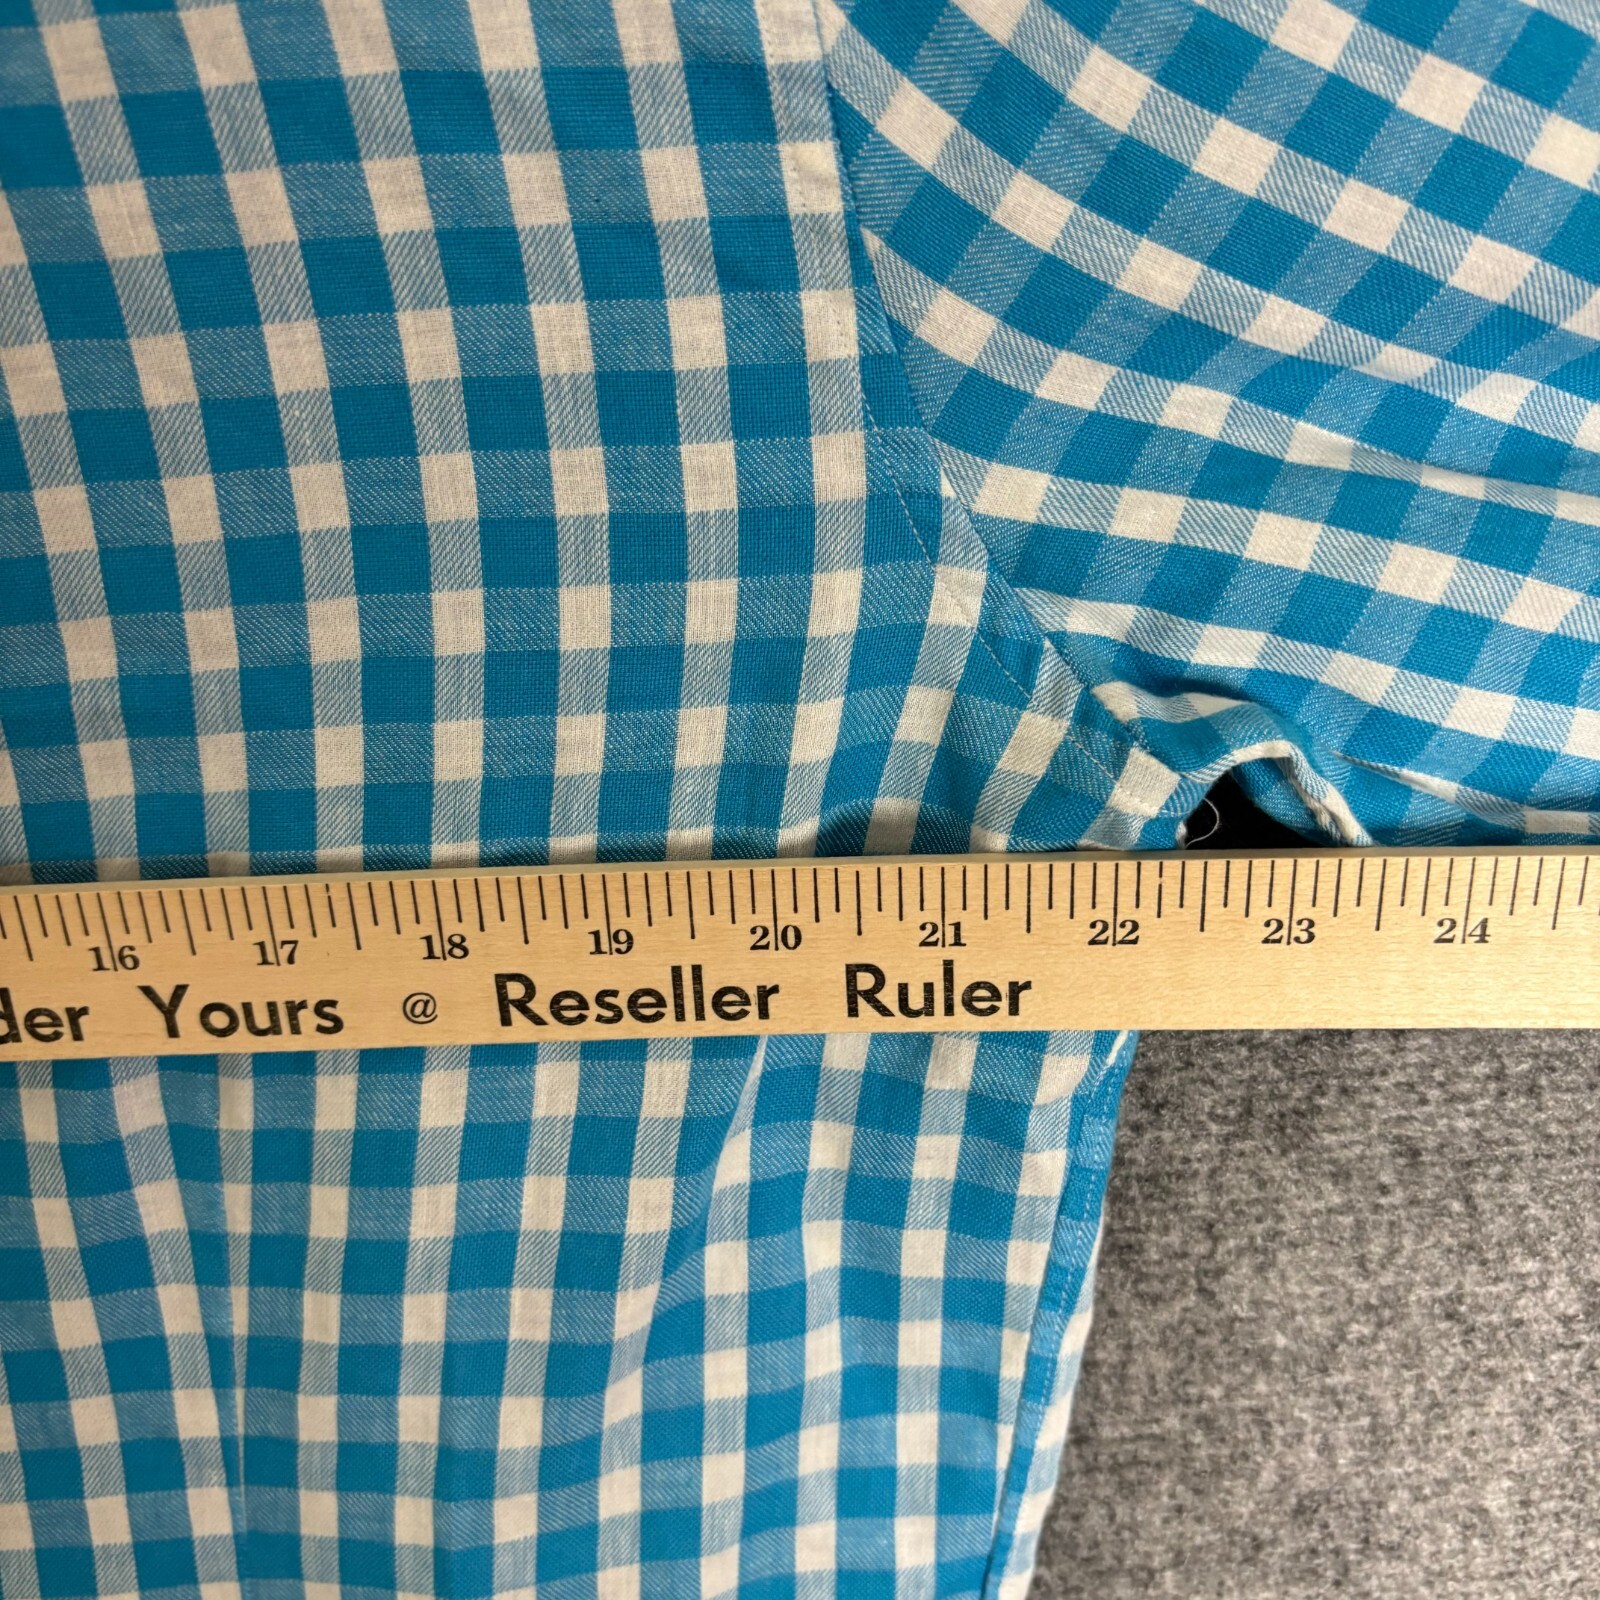 16 17 18 19 20 21 22 23 24
Yours @ Reseller Ruler